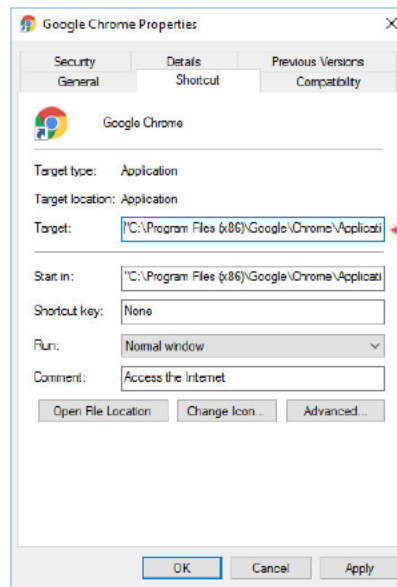 Google Chrome Properties
Security Details Previous Versions
General Shortcut Compatibility
Google Chrome
Target type: Application
Target location: Application
Target: "C:\Program Files (x86)\Google\Chrome\Applicati
Start in: "C:\Program Files (x86)\Google\Chrome\Applicati
Shortcut key: None
Run: Normal window
Comment: Access the Internet
Open File Location Change Icon... Advanced...
OK Cancel Apply